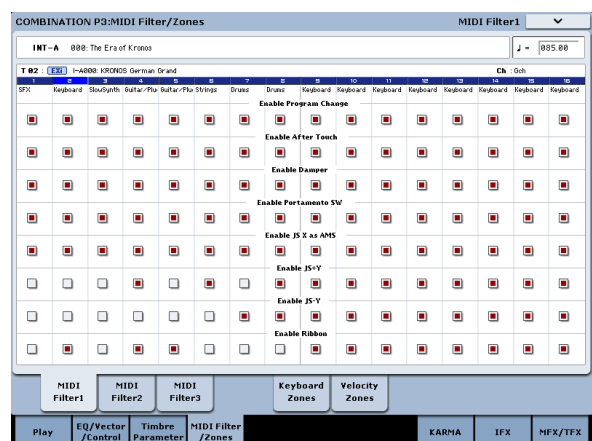 COMBINATION P3:MIDI Filter/Zones MIDI Filter1
INT-A 000: The Era of Kronos ♩= 085.00
T 02 : EXi I-A000: KRONOS German Grand Ch : Gch
1 2 3 4 5 6 7 8 9 10 11 12 13 14 15 16
SFX Keyboard SlowSynth Guitar/Plu Guitar/Plu Strings Drums Drums Keyboard Keyboard Keyboard Keyboard Keyboard Keyboard Keyboard Keyboard
Enable Program Change
Enable After Touch
Enable Damper
Enable Portamento SW
Enable JS X as AMS
Enable JS+Y
Enable JS-Y
Enable Ribbon
MIDI Filter1 MIDI Filter2 MIDI Filter3 Keyboard Zones Velocity Zones
Play EQ/Vector /Control Timbre Parameter MIDI Filter /Zones KARMA IFX MFX/TFX